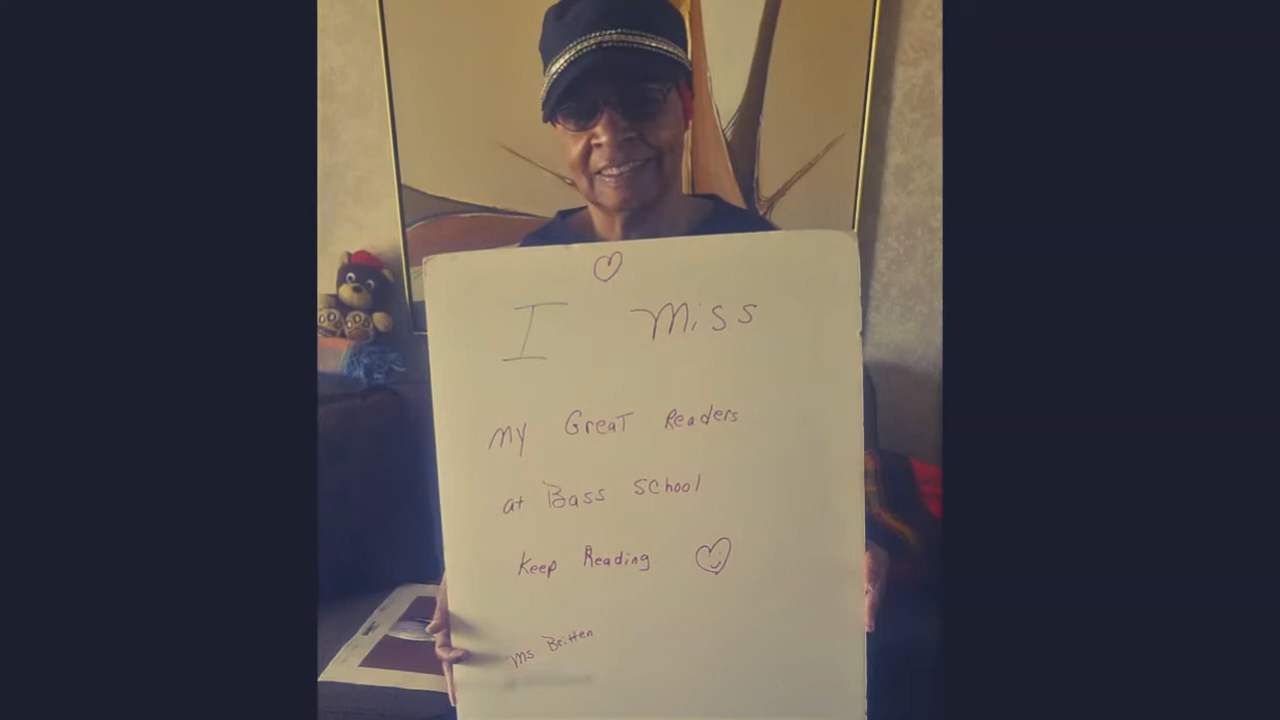 I Miss
My Great Readers
at Bass School
Keep Reading
Ms Britten